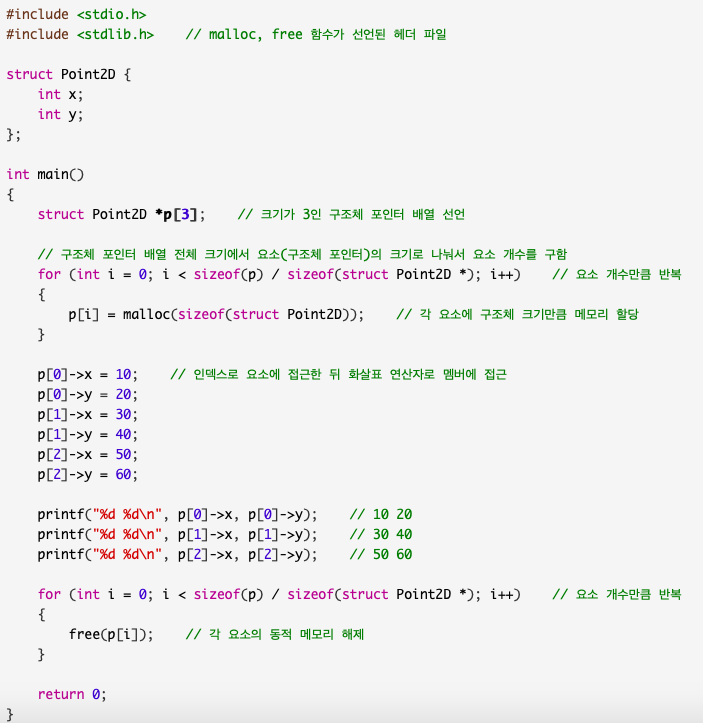 #include <stdio.h>
#include <stdlib.h>    // malloc, free 함수가 선언된 헤더 파일
struct Point2D {
    int x;
    int y;
};
int main()
{
    struct Point2D *p[3];    // 크기가 3인 구조체 포인터 배열 선언
    // 구조체 포인터 배열 전체 크기에서 요소(구조체 포인터)의 크기로 나눠서 요소 개수를 구함
    for (int i = 0; i < sizeof(p) / sizeof(struct Point2D *); i++)    // 요소 개수만큼 반복
    {
        p[i] = malloc(sizeof(struct Point2D));    // 각 요소에 구조체 크기만큼 메모리 할당
    }
    p[0]->x = 10;    // 인덱스로 요소에 접근한 뒤 화살표 연산자로 멤버에 접근
    p[0]->y = 20;
    p[1]->x = 30;
    p[1]->y = 40;
    p[2]->x = 50;
    p[2]->y = 60;
    printf("%d %d\n", p[0]->x, p[0]->y);    // 10 20
    printf("%d %d\n", p[1]->x, p[1]->y);    // 30 40
    printf("%d %d\n", p[2]->x, p[2]->y);    // 50 60
    for (int i = 0; i < sizeof(p) / sizeof(struct Point2D *); i++)    // 요소 개수만큼 반복
    {
        free(p[i]);    // 각 요소의 동적 메모리 해제
    }
    return 0;
}